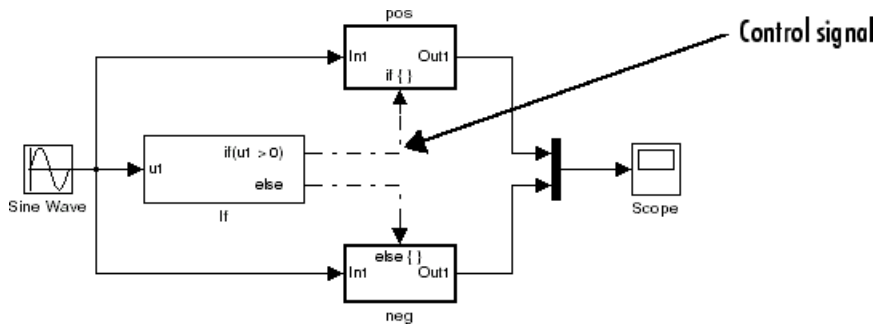 pos
Control signal
In1 Out1
if { }
if(u1 > 0)
u1
else
Sine Wave
If
Scope
else { }
In1 Out1
neg